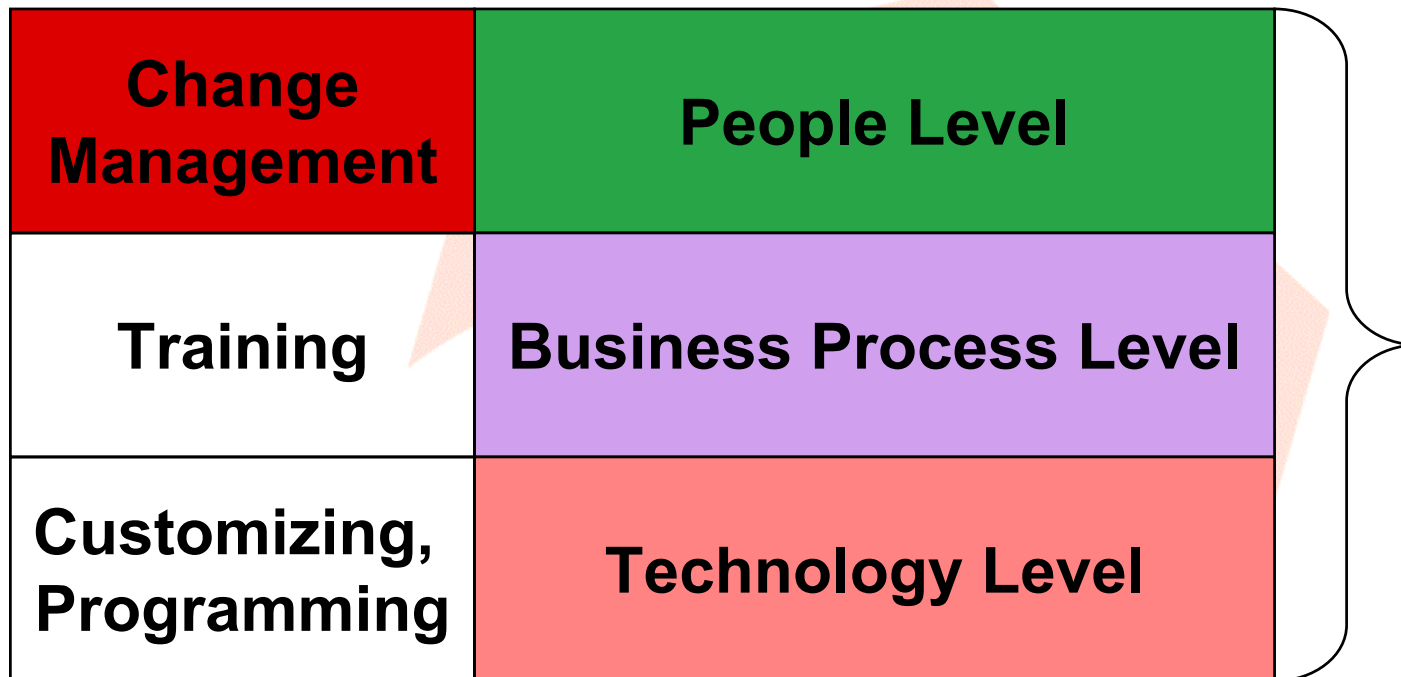 Change
Management
People Level
Training
Business Process Level
Customizing,
Programming
Technology Level